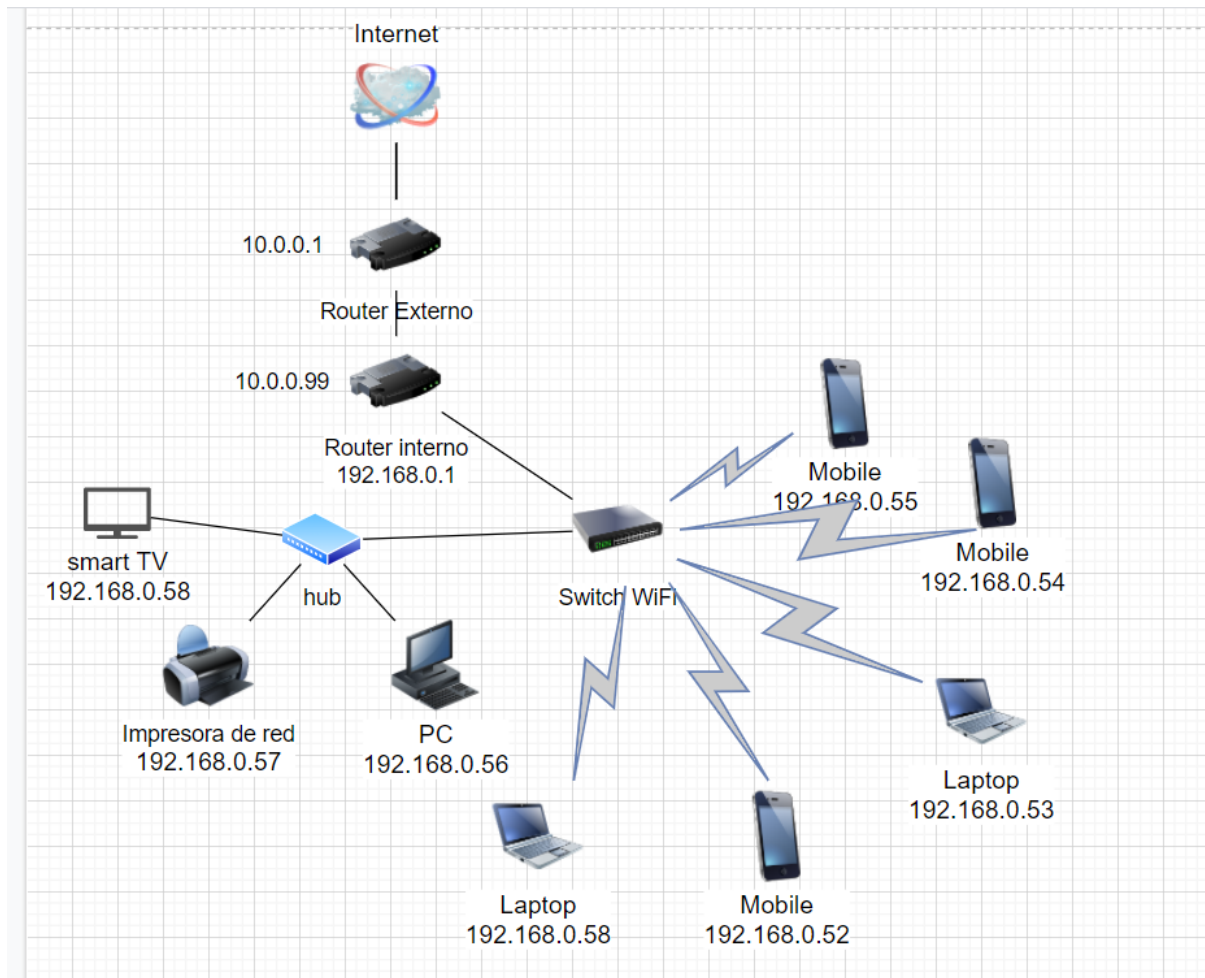 Internet
10.0.0.1
Router Externo
10.0.0.99
Router interno
192.168.0.1
Mobile
192.168.0.55
Mobile
192.168.0.54
smart TV
192.168.0.58
hub
Switch WiFI
Impresora de red
192.168.0.57
PC
192.168.0.56
Laptop
192.168.0.53
Laptop
192.168.0.58
Mobile
192.168.0.52